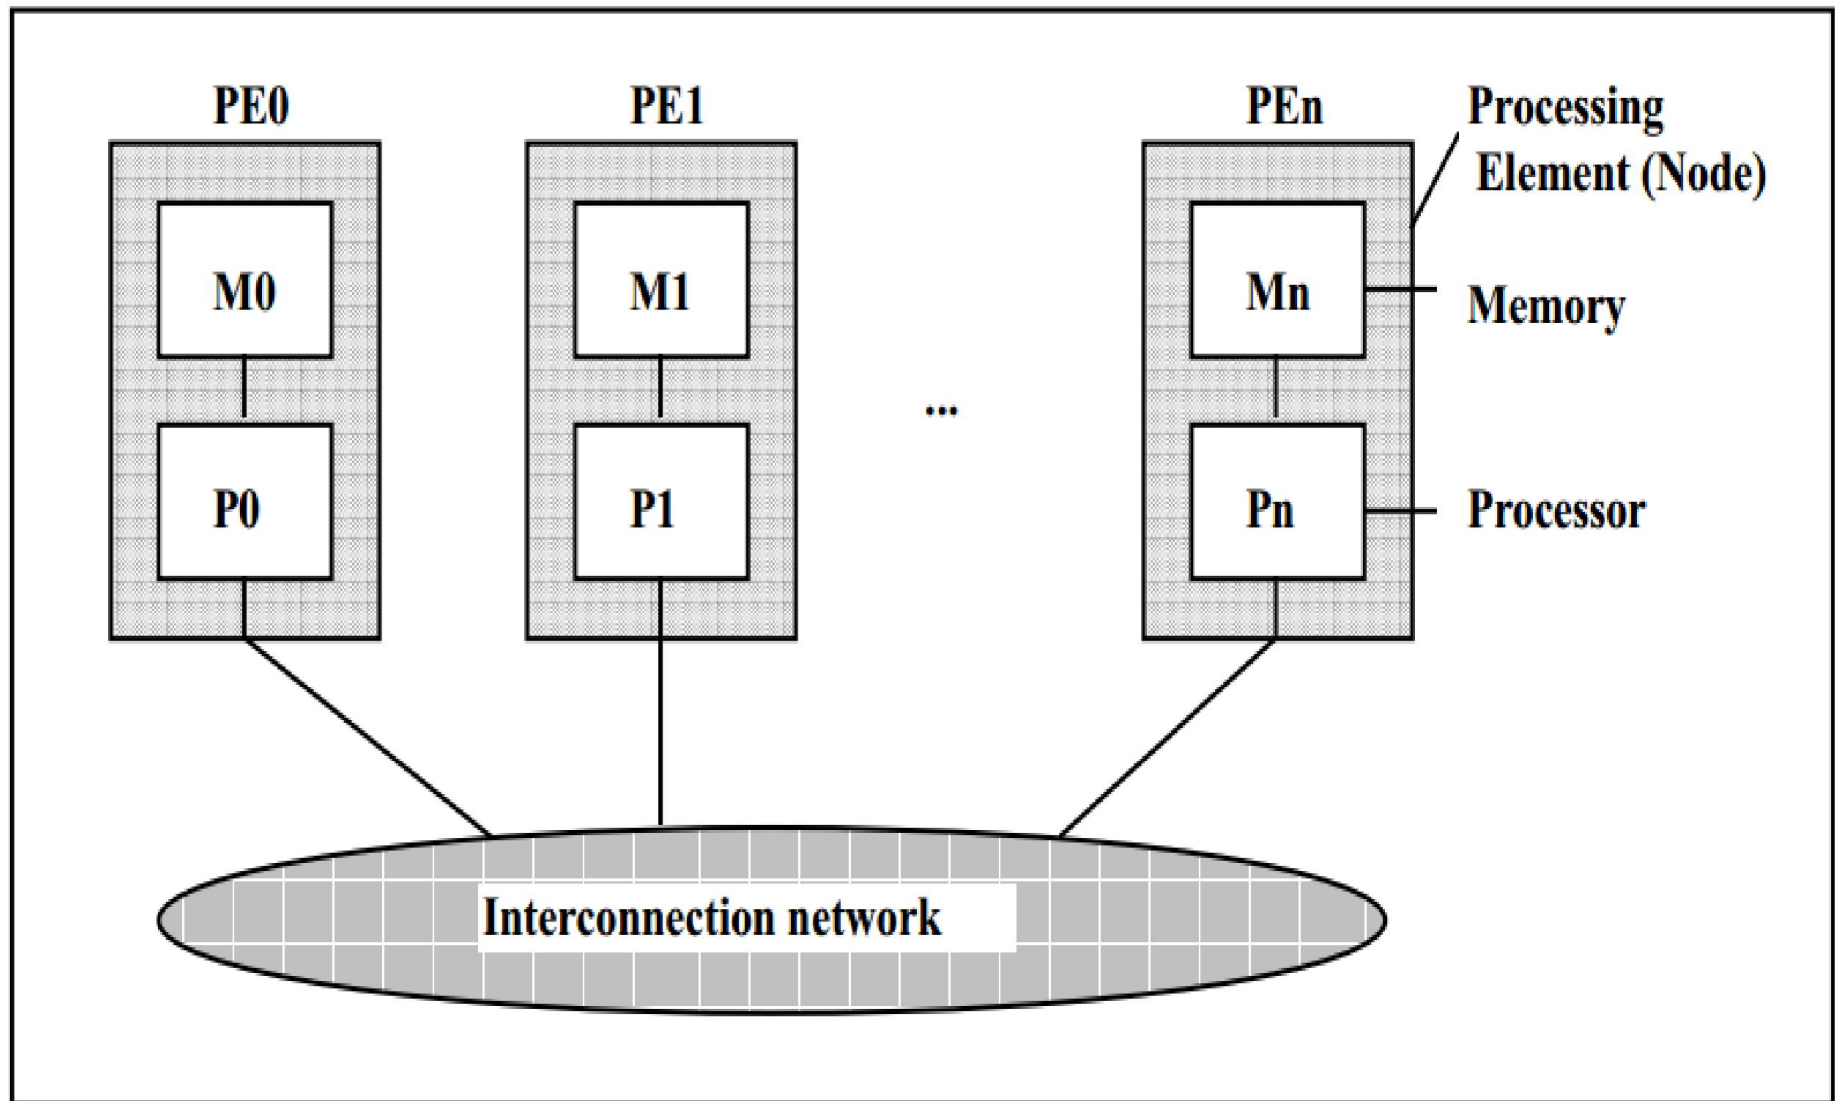 PE0
PE1
PEn
Processing
Element (Node)
M0
M1
Mn
Memory
...
P0
P1
Pn
Processor
Interconnection network